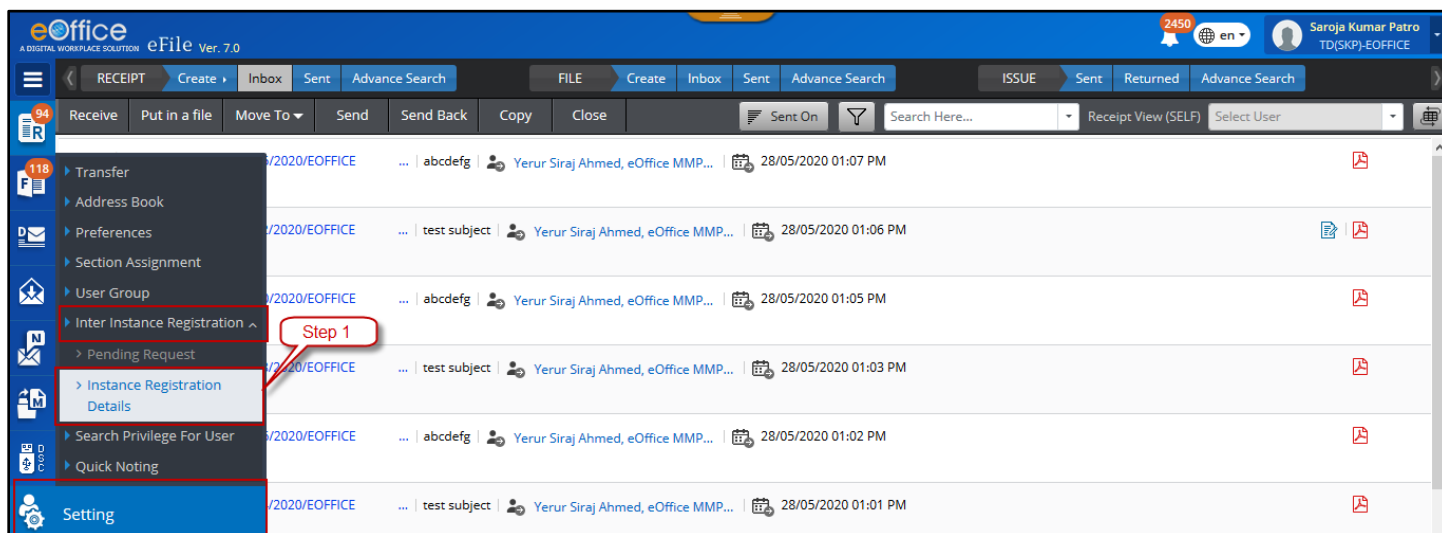 eOffice
A DIGITAL WORKPLACE SOLUTION eFile Ver. 7.0
2450 en Saroja Kumar Patro
TD(SKP)-EOFFICE
RECEIPT Create Inbox Sent Advance Search FILE Create Inbox Sent Advance Search ISSUE Sent Returned Advance Search
94 Receive Put in a file Move To Send Send Back Copy Close Sent On Search Here... Receipt View (SELF) Select User
/2020/EOFFICE ... abcdefg Yerur Siraj Ahmed, eOffice MMP... 28/05/2020 01:07 PM
118 Transfer
Address Book
Preferences /2020/EOFFICE ... test subject Yerur Siraj Ahmed, eOffice MMP... 28/05/2020 01:06 PM
Section Assignment
User Group /2020/EOFFICE ... abcdefg Yerur Siraj Ahmed, eOffice MMP... 28/05/2020 01:05 PM
Inter Instance Registration Step 1
> Pending Request /2020/EOFFICE ... test subject Yerur Siraj Ahmed, eOffice MMP... 28/05/2020 01:03 PM
> Instance Registration
Details
Search Privilege For User /2020/EOFFICE ... abcdefg Yerur Siraj Ahmed, eOffice MMP... 28/05/2020 01:02 PM
DSC
Quick Noting
Setting /2020/EOFFICE ... test subject Yerur Siraj Ahmed, eOffice MMP... 28/05/2020 01:01 PM